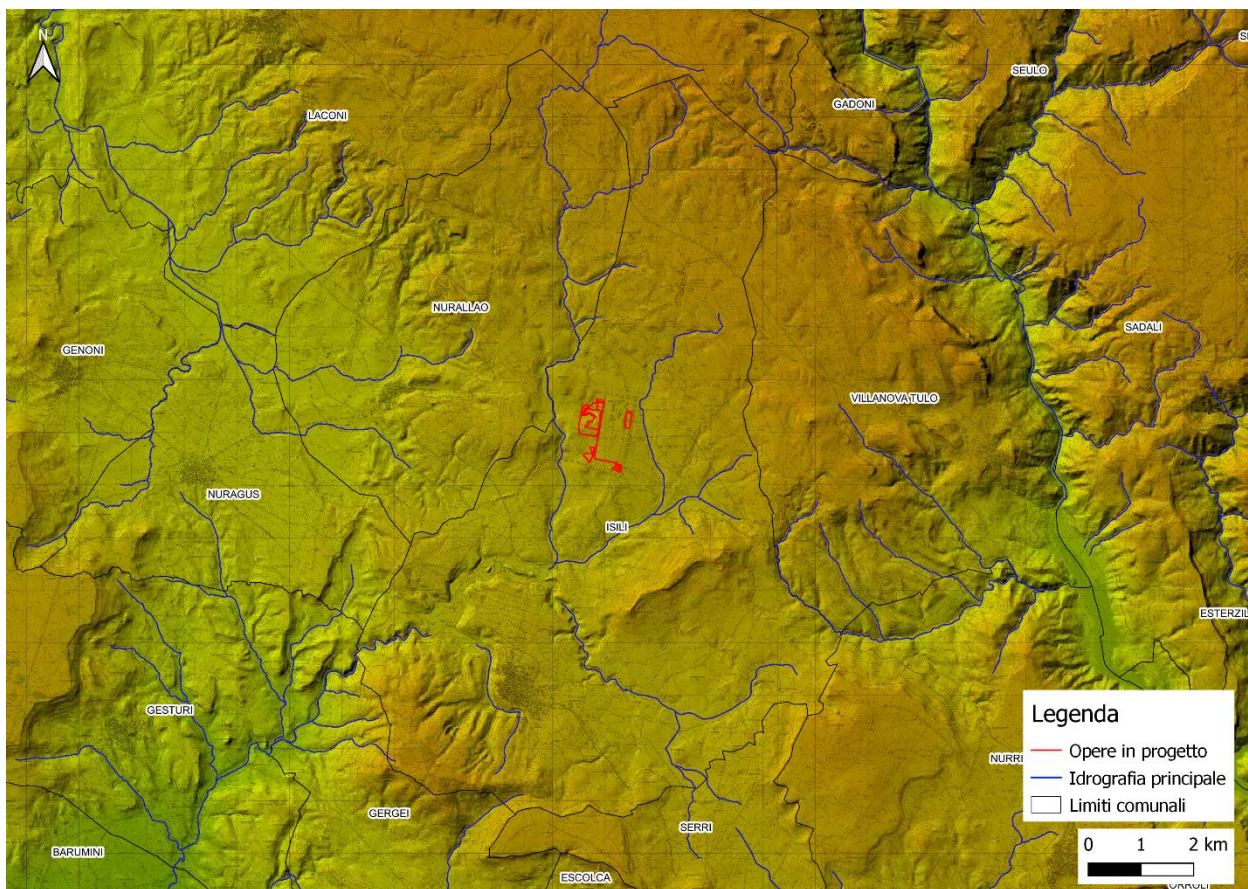 N
SEULO
GADONI
LACONI
NURALLAO
SADALI
GENONI
VILLANOVA TULO
NURAGUS
ISILI
ESTERZIL
GESTURI
NURRI
GERGEI
SERRI
BARUMINI
ESCOLCA
ORROLI
Legenda
Opere in progetto
Idrografia principale
Limiti comunali
0 1 2 km